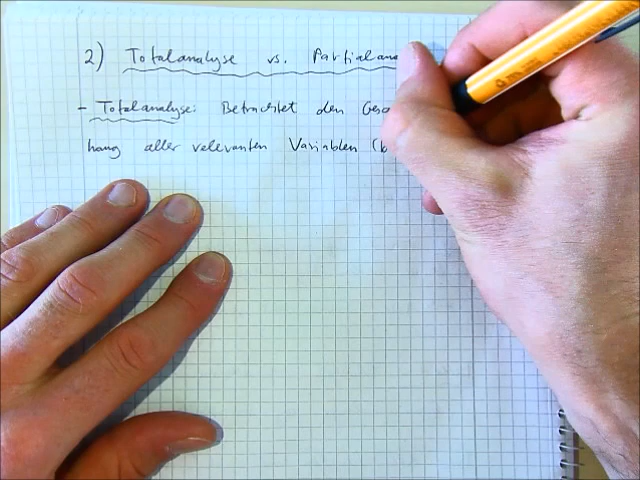 2) Totalanalyse vs. Partialana
- Totalanalyse: Betrachtet den Gesa
hang aller relevanten Variablen (b